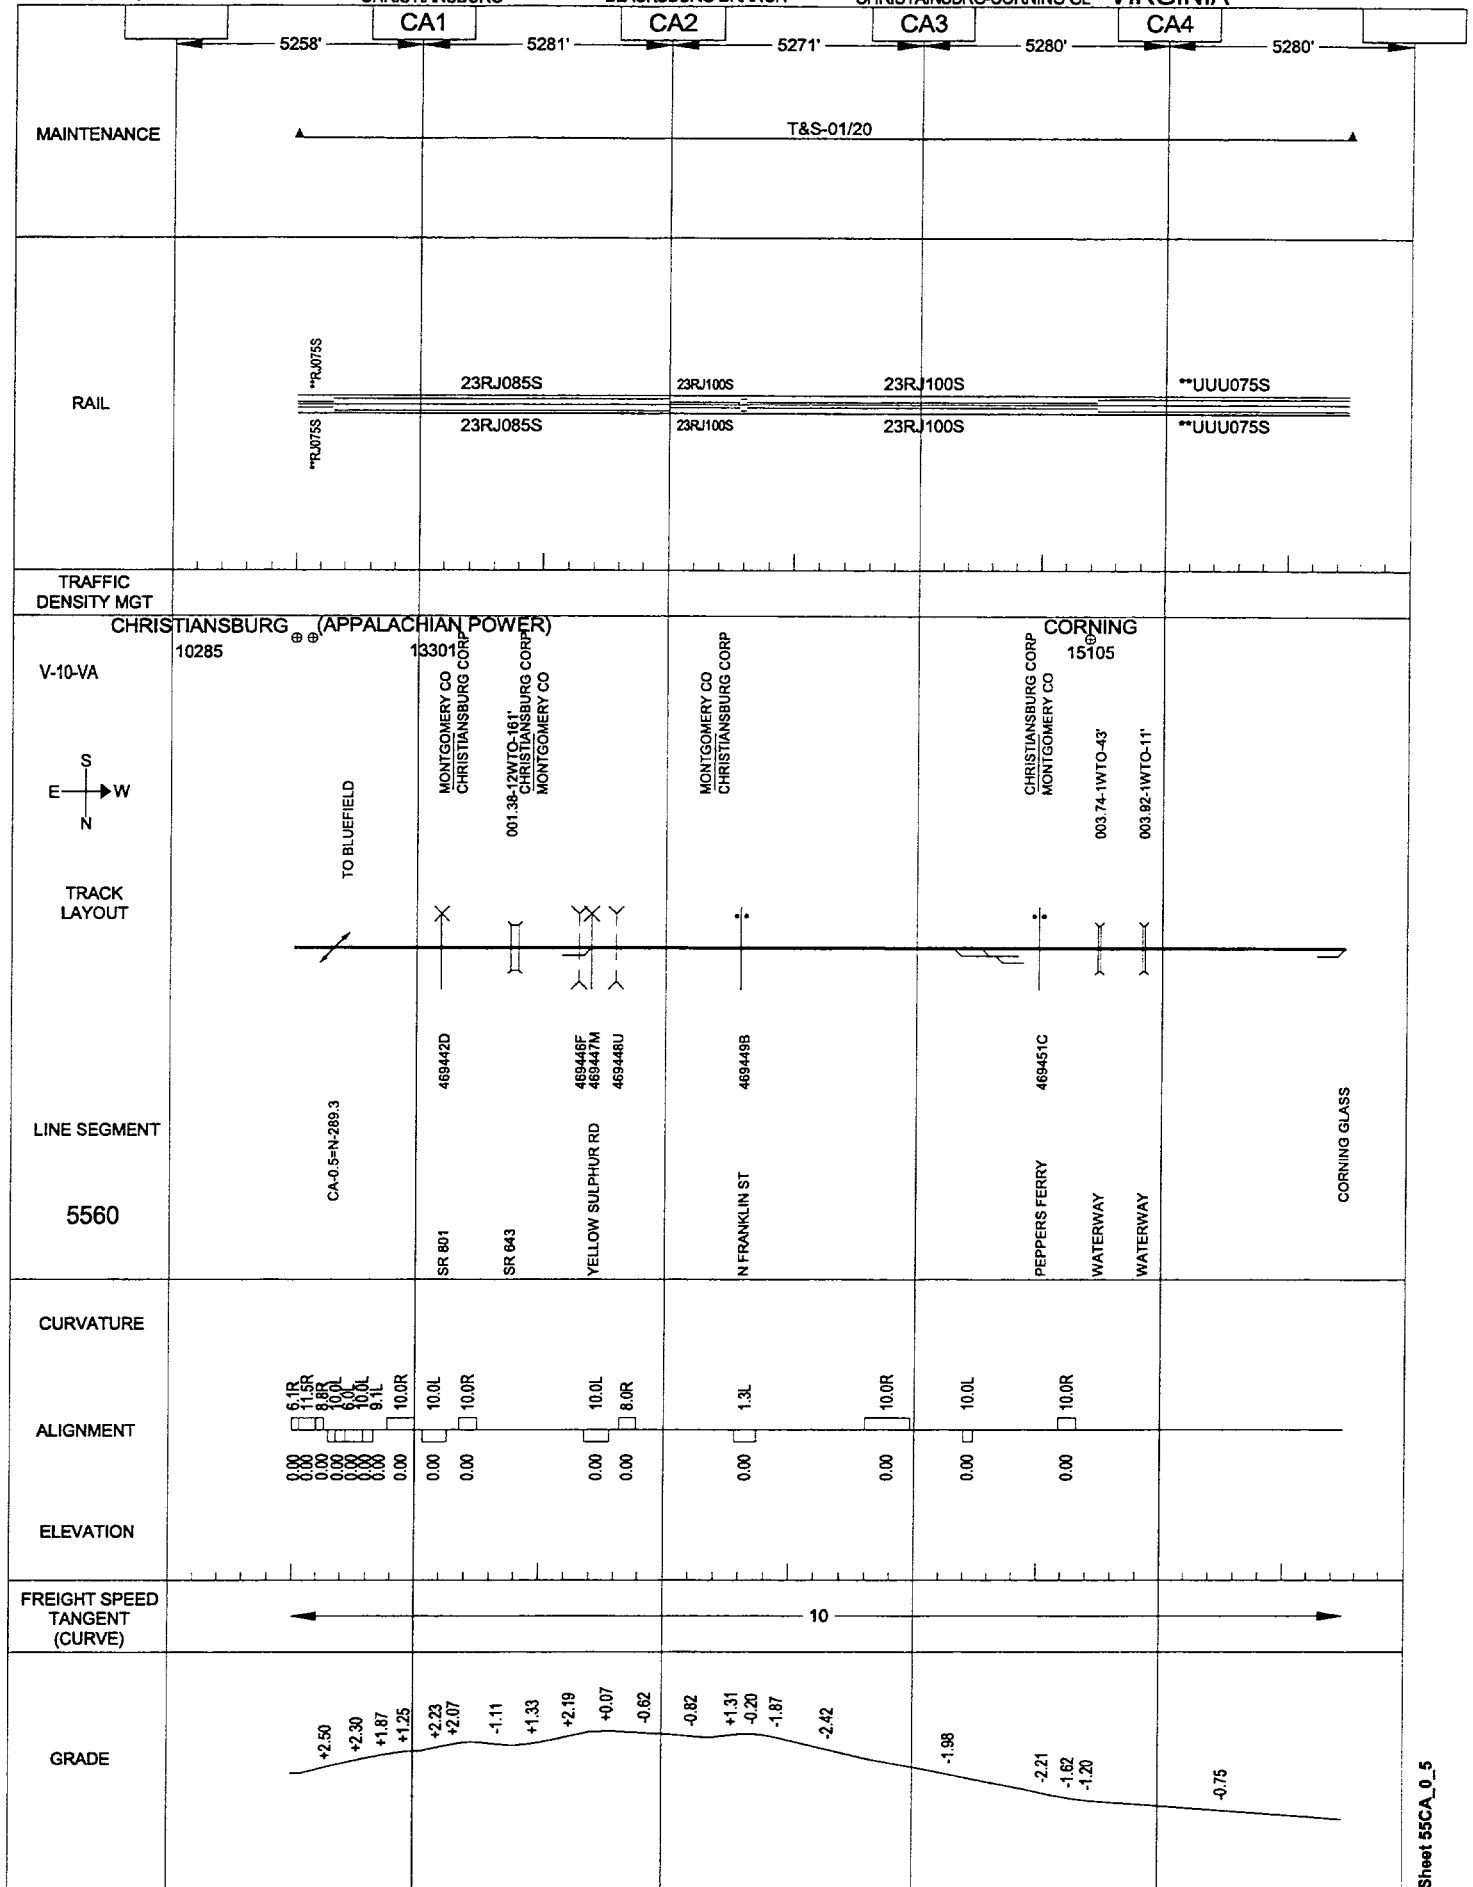 VIRGINIA
CA1 CA2 CA3 CA4
5258' 5281' 5271' 5280' 5280'
MAINTENANCE
T&S-01/20
RAIL
**RJ075S
23RJ085S 23RJ100S 23RJ100S **UUU075S
**RJ075S
23RJ085S 23RJ100S 23RJ100S **UUU075S
TRAFFIC
DENSITY MGT
CHRISTIANSBURG (APPALACHIAN POWER) CORNING
10285 13301 15105
V-10-VA
S
E W
N
TO BLUEFIELD
MONTGOMERY CO
CHRISTIANSBURG CORP
001.38-12WTO-161'
CHRISTIANSBURG CORP
MONTGOMERY CO
MONTGOMERY CO
CHRISTIANSBURG CORP
CHRISTIANSBURG CORP
MONTGOMERY CO
003.74-1WTO-43'
003.92-1WTO-11'
TRACK
LAYOUT
469442D
469446F
469447M
469448U
469449B
469451C
LINE SEGMENT
5560
CA-0.5=N-289.3
SR 801
SR 643
YELLOW SULPHUR RD
N FRANKLIN ST
PEPPERS FERRY
WATERWAY
WATERWAY
CORNING GLASS
CURVATURE
6.1R 11.5R 8.8R 10.0L 6.0L 10.0L 9.1L 10.0R 10.0L 10.0R 10.0L 8.0R 1.3L 10.0R 10.0L 10.0R
ALIGNMENT
0.00 0.00 0.00 0.00 0.00 0.00 0.00 0.00 0.00 0.00 0.00 0.00 0.00 0.00 0.00 0.00
ELEVATION
FREIGHT SPEED
TANGENT
(CURVE)
10
GRADE
+2.50 +2.30 +1.87 +1.25 +2.23 +2.07 -1.11 +1.33 +2.19 +0.07 -0.62 -0.82 +1.31 -0.20 -1.87 -2.42 -1.98 -2.21 -1.62 -1.20 -0.75
Sheet 55CA_0_5